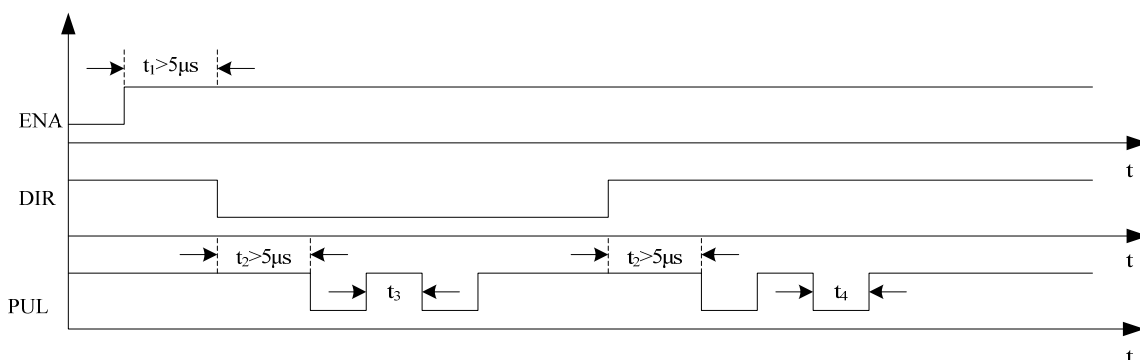 t₁>5μs
ENA
t
DIR
t
t₂>5μs
t₂>5μs
t₃
t₄
PUL
t